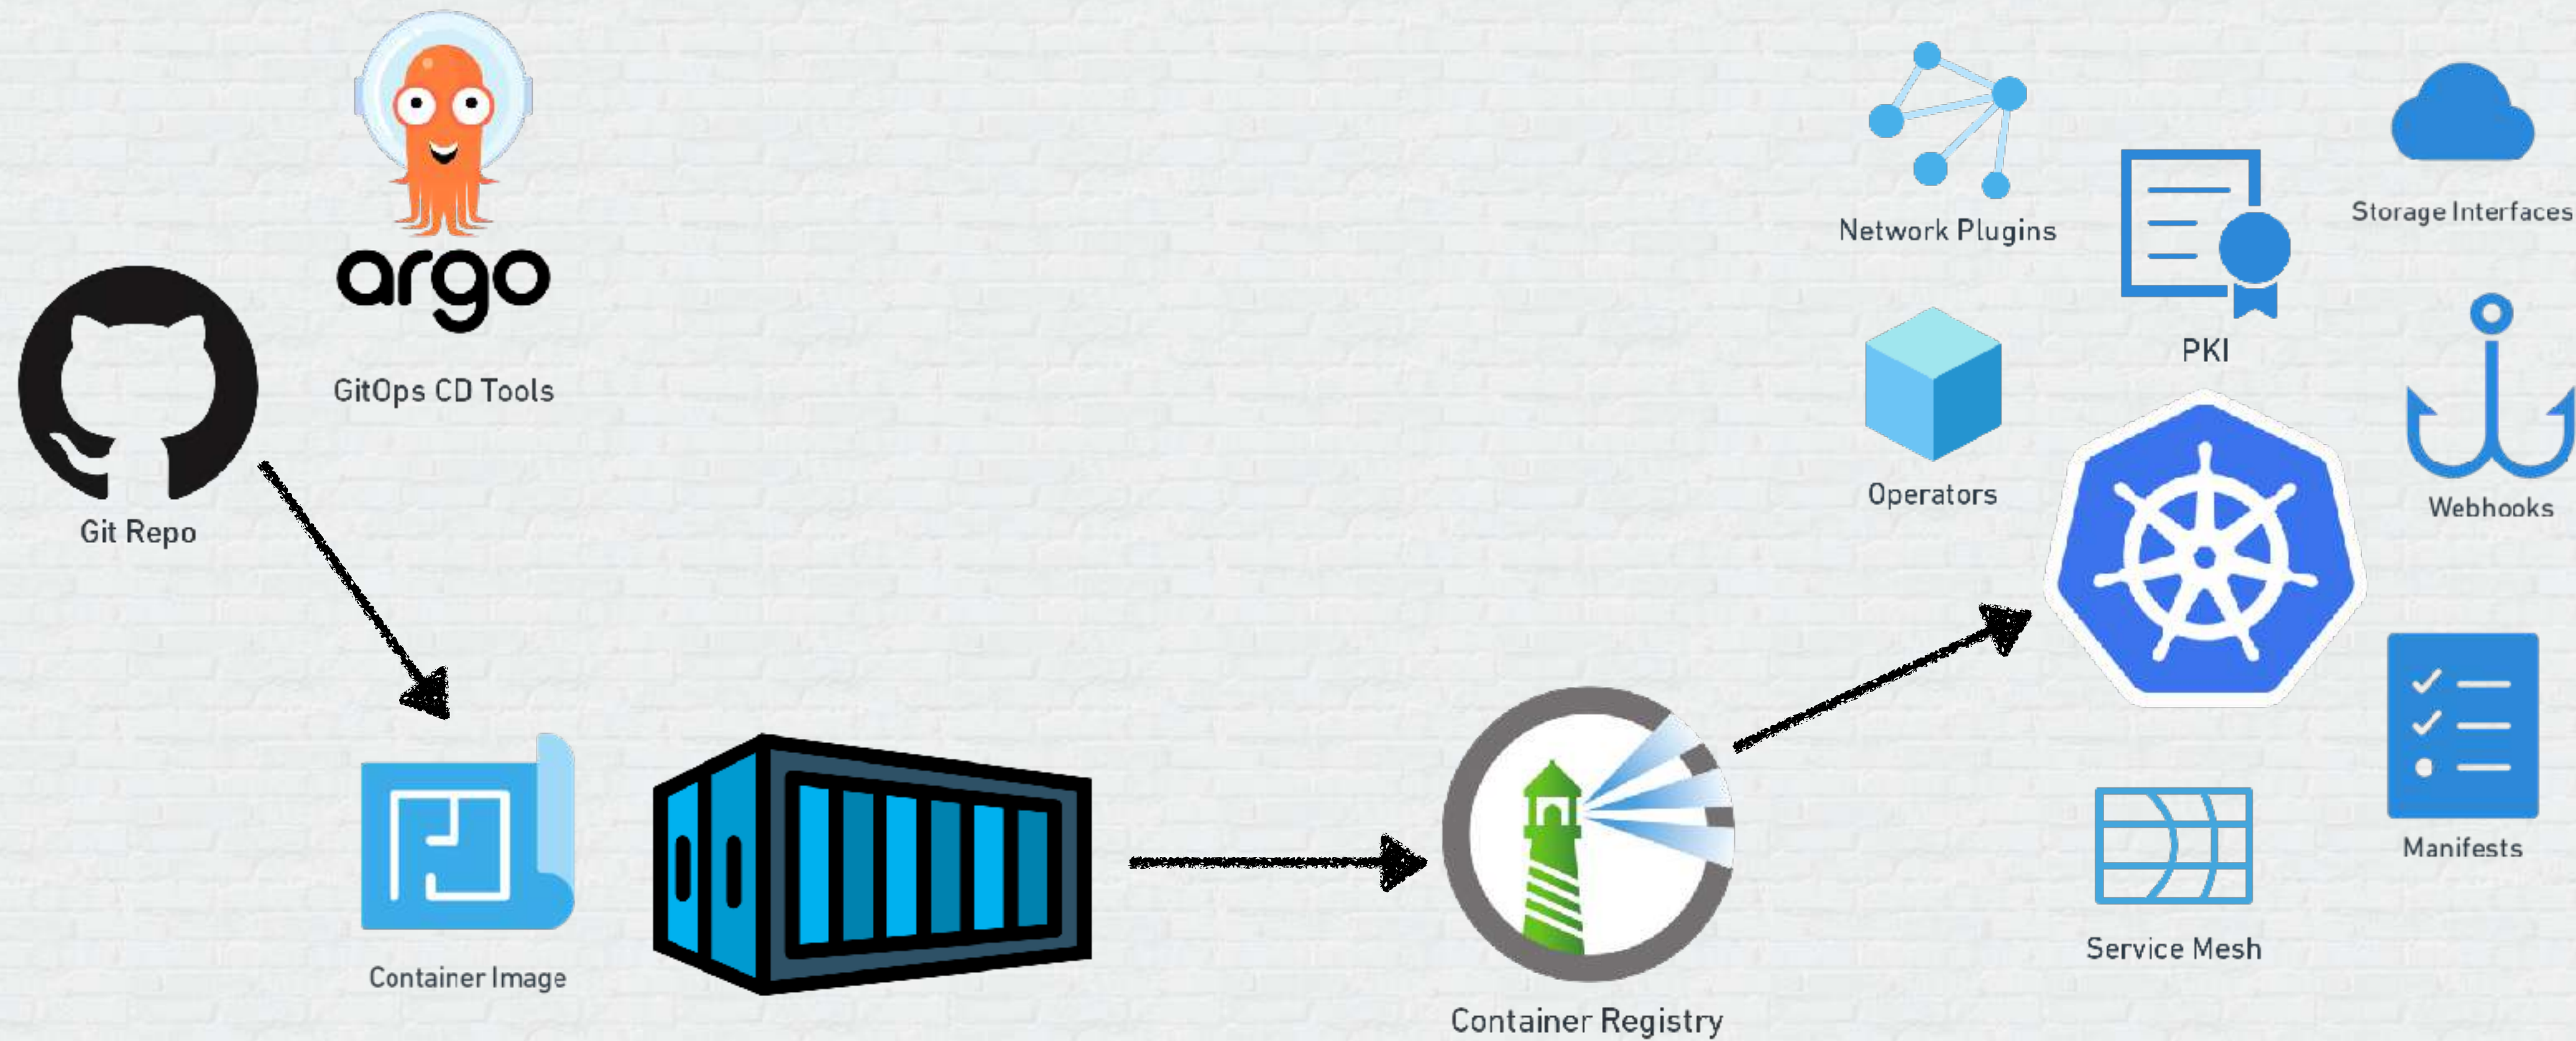 argo
GitOps CD Tools
Git Repo
Container Image
Container Registry
Network Plugins
Storage Interfaces
PKI
Operators
Webhooks
Manifests
Service Mesh